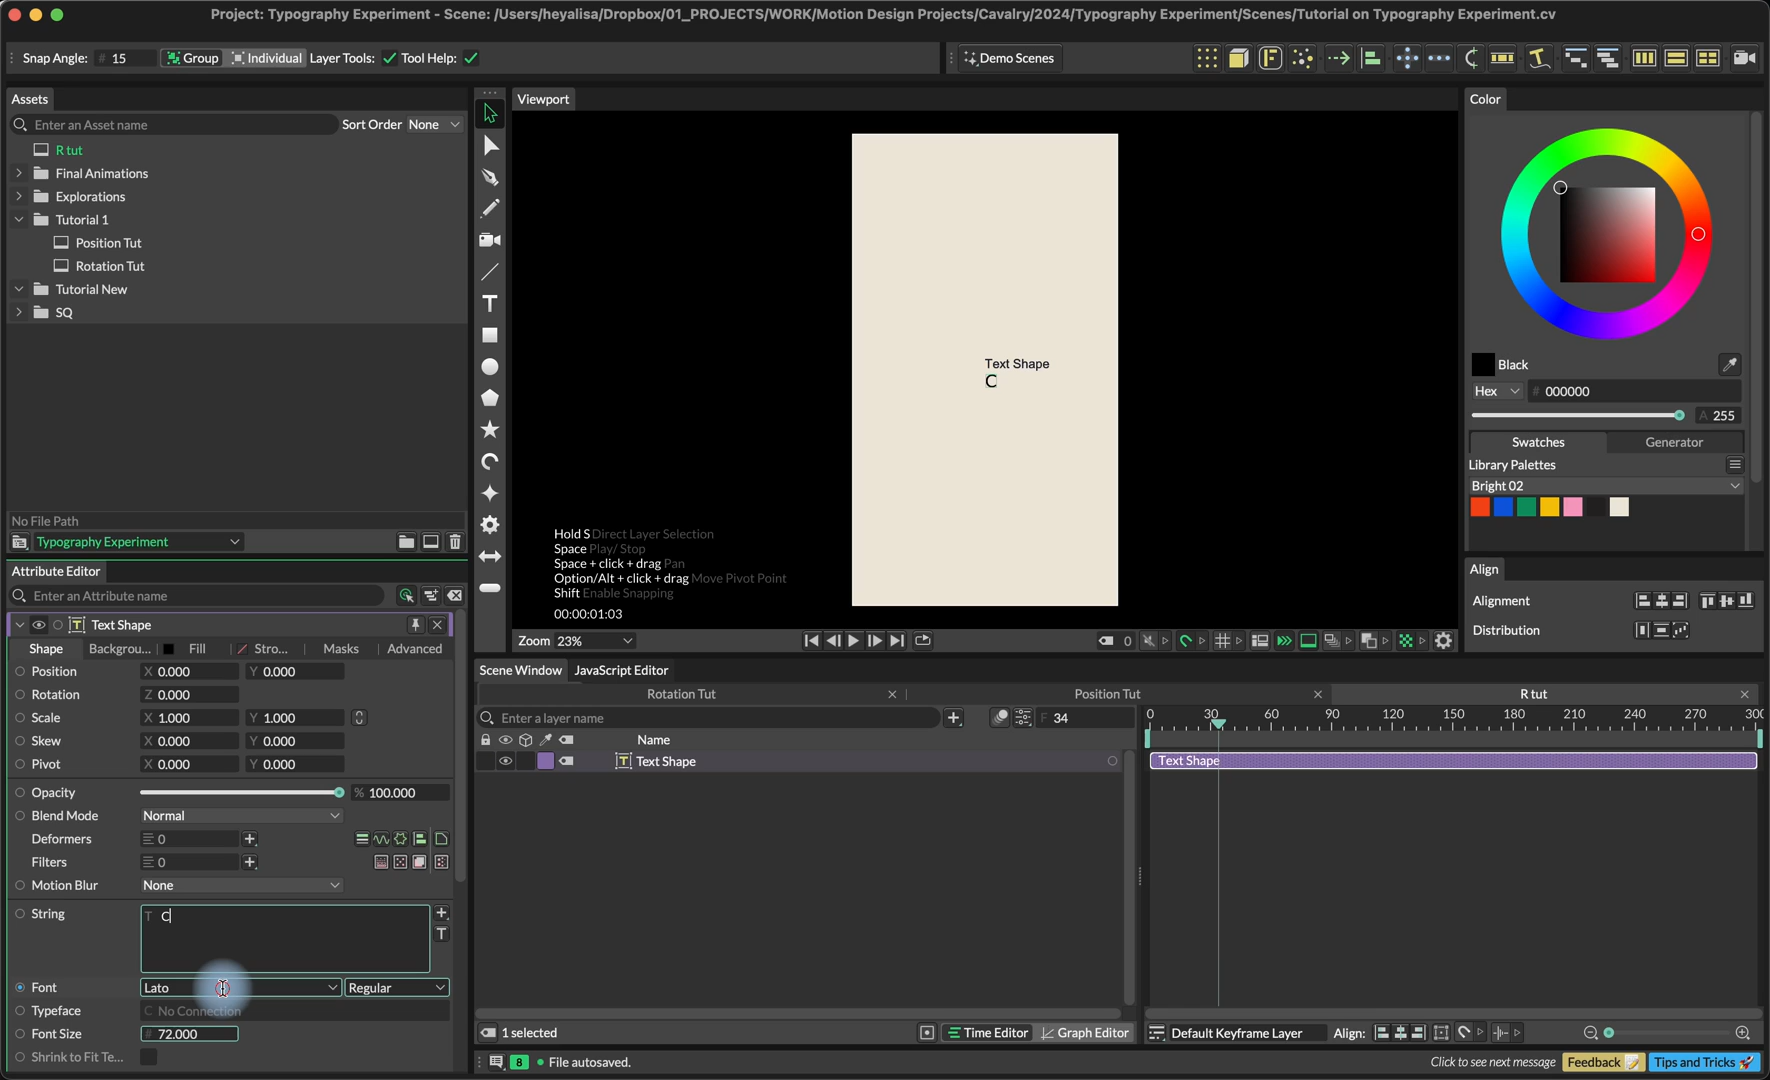 Project: Typography Experiment - Scene: /Users/heyalisa/Dropbox/01_PROJECTS/WORK/Motion Design Projects/Cavalry/2024/Typography Experiment/Scenes/Tutorial on Typography Experiment.cv
Snap Angle: # 15 Group Individual Layer Tools: Tool Help:
Demo Scenes
Assets
Enter an Asset name Sort Order None
R tut
Final Animations
Explorations
Tutorial 1
Position Tut
Rotation Tut
Tutorial New
SQ
No File Path
Typography Experiment
Attribute Editor
Enter an Attribute name
Text Shape
Shape Backgrou... Fill Stro... Masks Advanced
Position X 0.000 Y 0.000
Rotation Z 0.000
Scale X 1.000 Y 1.000
Skew X 0.000 Y 0.000
Pivot X 0.000 Y 0.000
Opacity % 100.000
Blend Mode Normal
Deformers 0
Filters 0
Motion Blur None
String T C
Font Lato Regular
Typeface C No Connection
Font Size # 72.000
Shrink to Fit Te...
Viewport
Text Shape
C
Hold S Direct Layer Selection
Space Play/ Stop
Space + click + drag Pan
Option/Alt + click + drag Move Pivot Point
Shift Enable Snapping
00:00:01:03
Zoom 23%
0
Scene Window JavaScript Editor
Rotation Tut Position Tut R tut
Enter a layer name F 34
0 30 60 90 120 150 180 210 240 270 300
Name
Text Shape
Text Shape
1 selected Time Editor Graph Editor
Default Keyframe Layer Align:
8 File autosaved.
Click to see next message Feedback Tips and Tricks
Color
Black
Hex # 000000
A 255
Swatches Generator
Library Palettes
Bright 02
Align
Alignment
Distribution